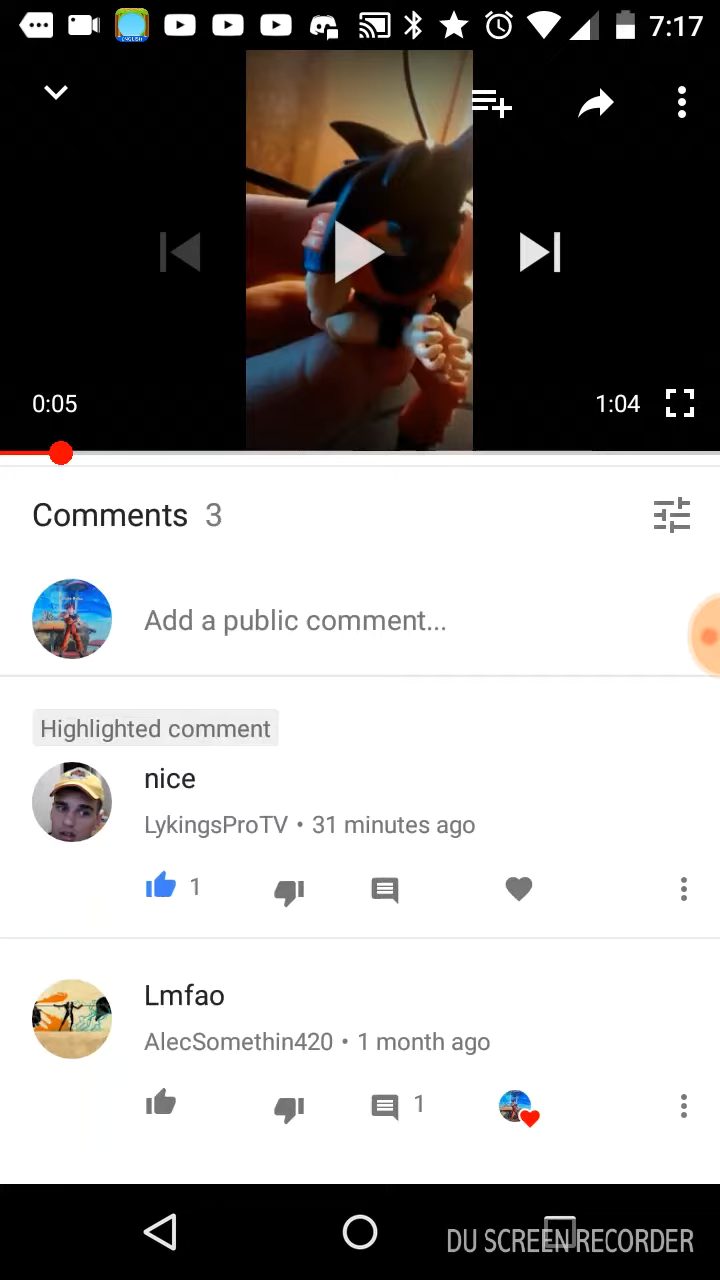 7:17
0:05
1:04
Comments 3
Add a public comment...
Highlighted comment
nice
LykingsProTV • 31 minutes ago
1
Lmfao
AlecSomethin420 • 1 month ago
1
DU SCREEN RECORDER